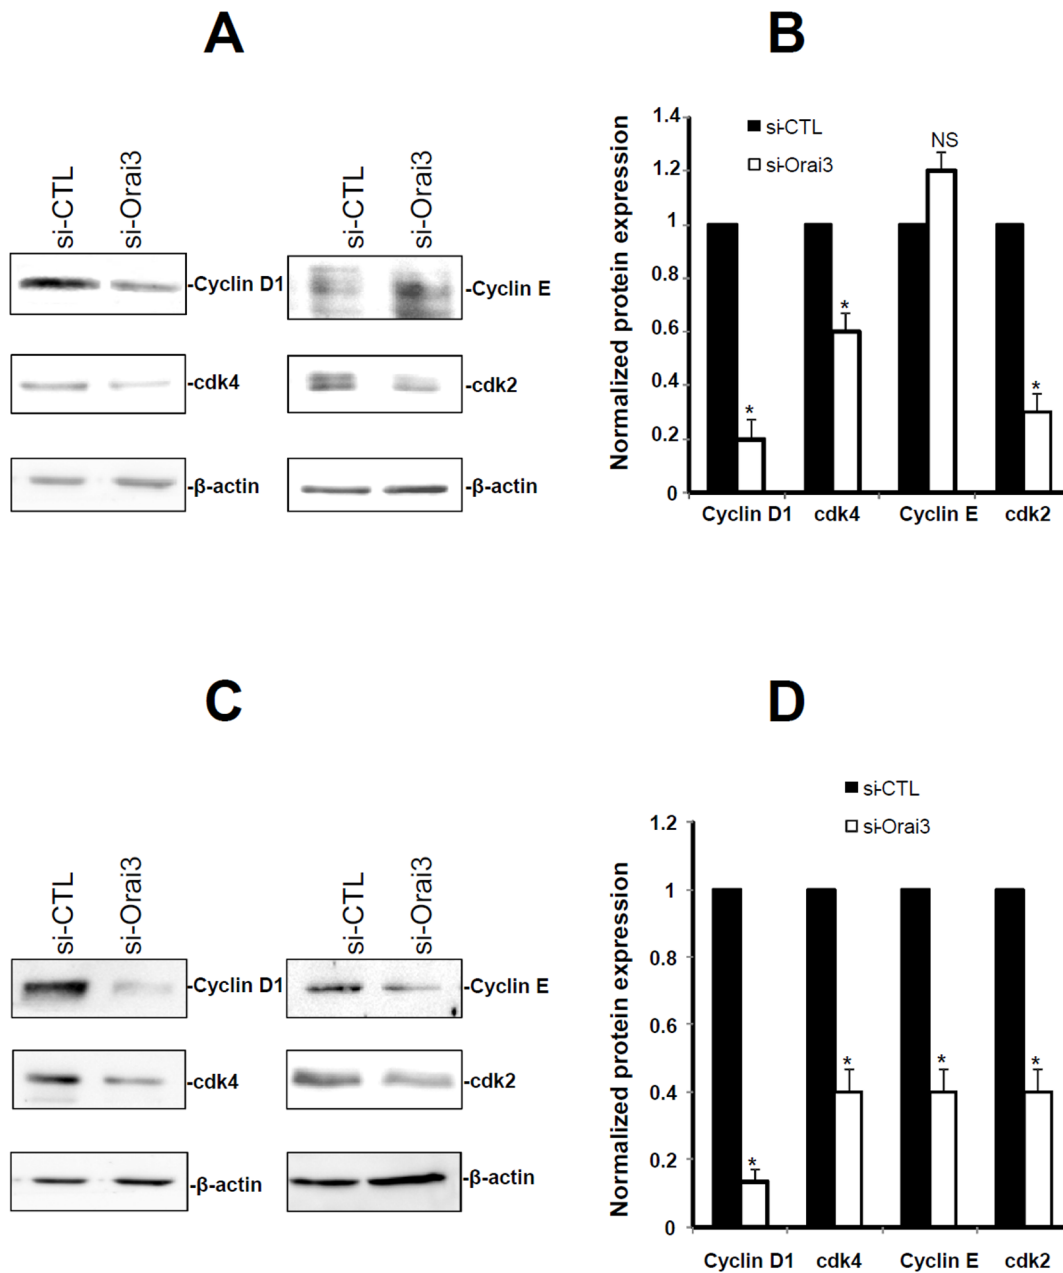 A
B
si-CTL
si-Orai3
-Cyclin D1
-cdk4
-β-actin
si-CTL
si-Orai3
-Cyclin E
-cdk2
-β-actin
Normalized protein expression
1.4
1.2
1
0.8
0.6
0.4
0.2
0
si-CTL
si-Orai3
*
*
NS
*
Cyclin D1 cdk4 Cyclin E cdk2
C
D
si-CTL
si-Orai3
-Cyclin D1
-cdk4
-β-actin
si-CTL
si-Orai3
-Cyclin E
-cdk2
-β-actin
Normalized protein expression
1.2
1
0.8
0.6
0.4
0.2
0
si-CTL
si-Orai3
*
*
*
*
Cyclin D1 cdk4 Cyclin E cdk2